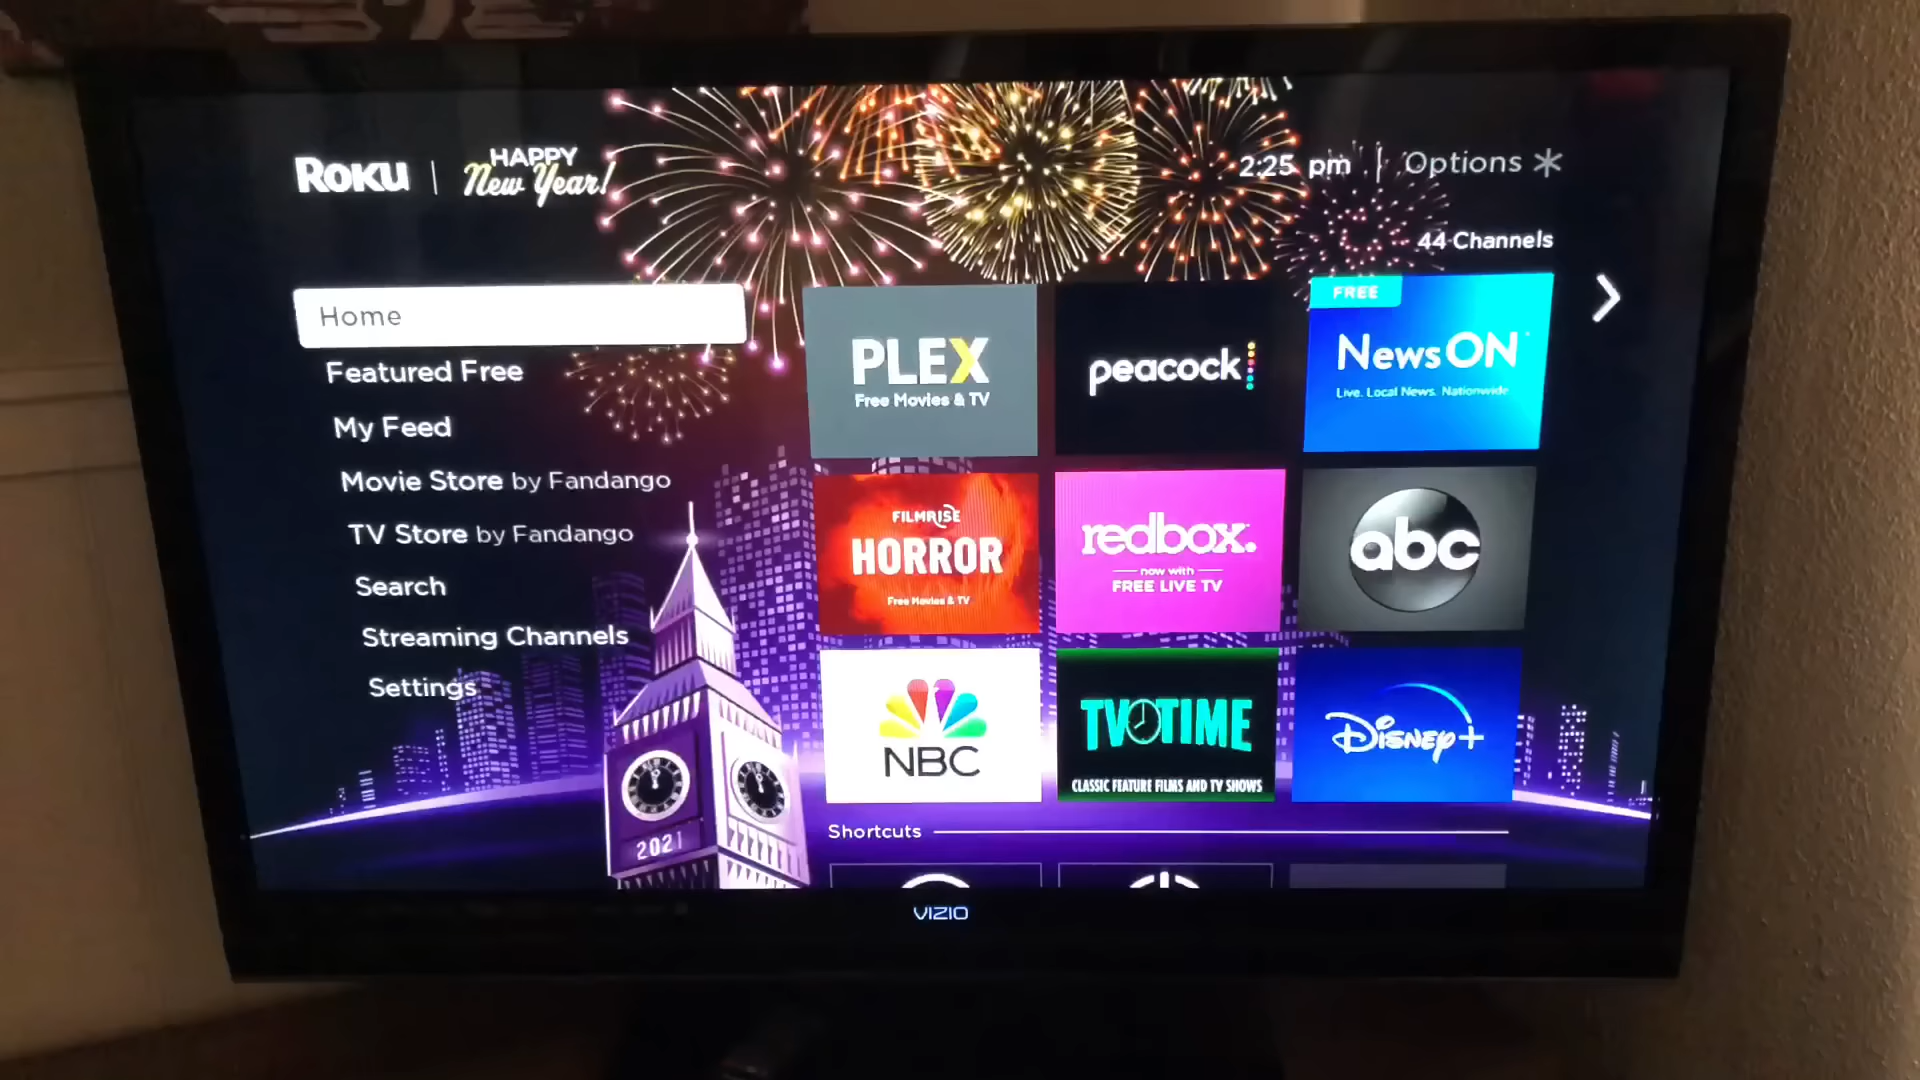 Roku | HAPPY
New Year!
2:25 pm | Options
44 Channels
Home
Featured Free
My Feed
Movie Store by Fandango
TV Store by Fandango
Search
Streaming Channels
Settings
PLEX
Free Movies & TV
peacock
FREE
NewsON
Live. Local News. Nationwide
FILMRISE
HORROR
Free Movies & TV
redbox.
now with
FREE LIVE TV
abc
NBC
TV TIME
CLASSIC FEATURE FILMS AND TV SHOWS
Disney+
Shortcuts
2021
VIZIO